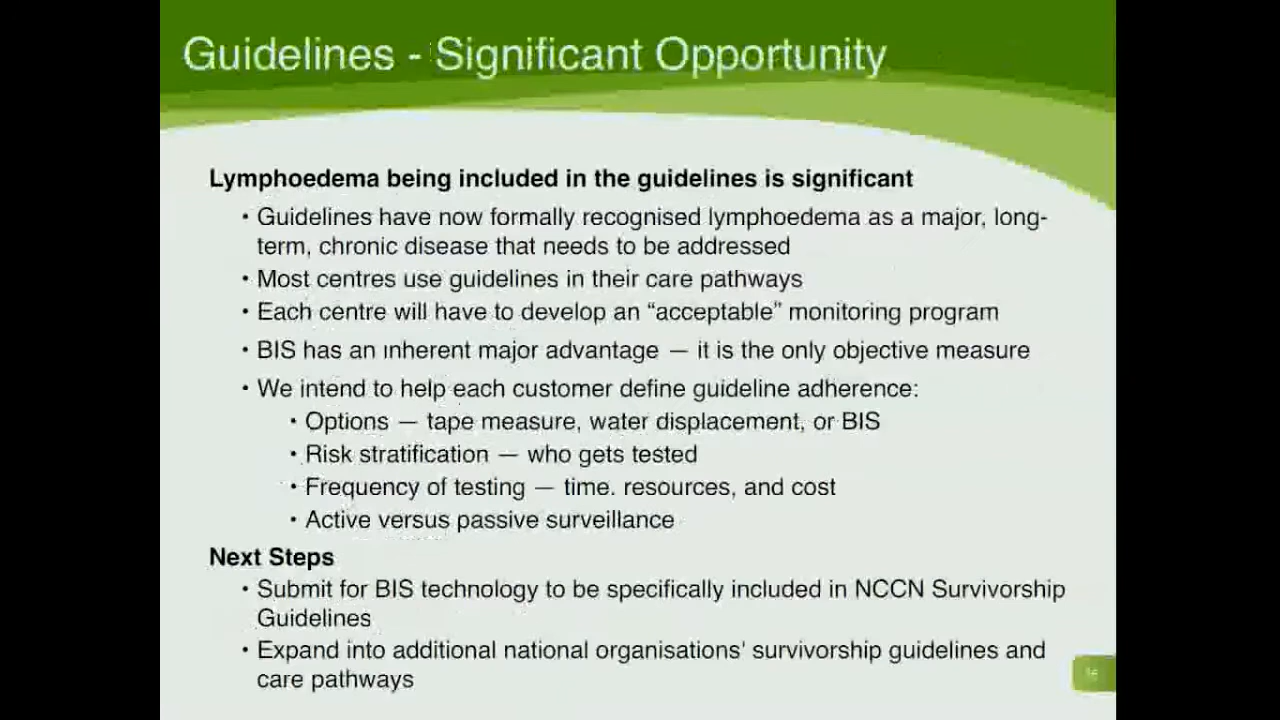 Guidelines - Significant Opportunity
Lymphoedema being included in the guidelines is significant
• Guidelines have now formally recognised lymphoedema as a major, long-
term, chronic disease that needs to be addressed
• Most centres use guidelines in their care pathways
• Each centre will have to develop an “acceptable” monitoring program
• BIS has an inherent major advantage — it is the only objective measure
• We intend to help each customer define guideline adherence:
• Options — tape measure, water displacement, or BIS
• Risk stratification — who gets tested
• Frequency of testing — time. resources, and cost
• Active versus passive surveillance
Next Steps
• Submit for BIS technology to be specifically included in NCCN Survivorship
Guidelines
• Expand into additional national organisations' survivorship guidelines and
care pathways